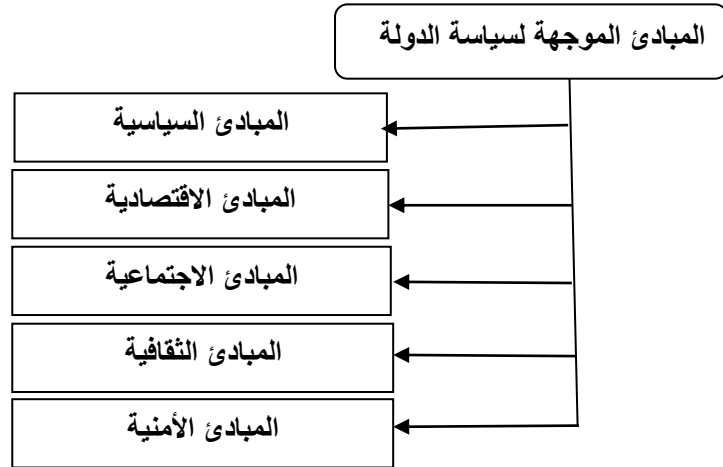 المبادئ الموجهة لسياسة الدولة
المبادئ السياسية
المبادئ الاقتصادية
المبادئ الاجتماعية
المبادئ الثقافية
المبادئ الأمنية